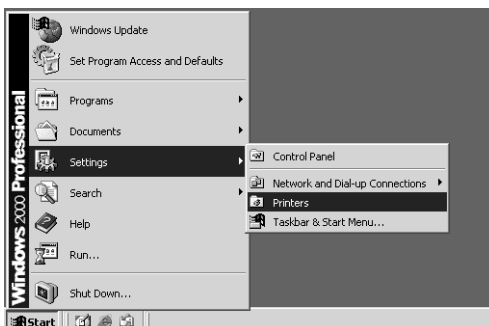 Windows 2000 Professional
Windows Update
Set Program Access and Defaults
Programs
Documents
Settings
Search
Help
Run...
Shut Down...
Control Panel
Network and Dial-up Connections
Printers
Taskbar & Start Menu...
Start